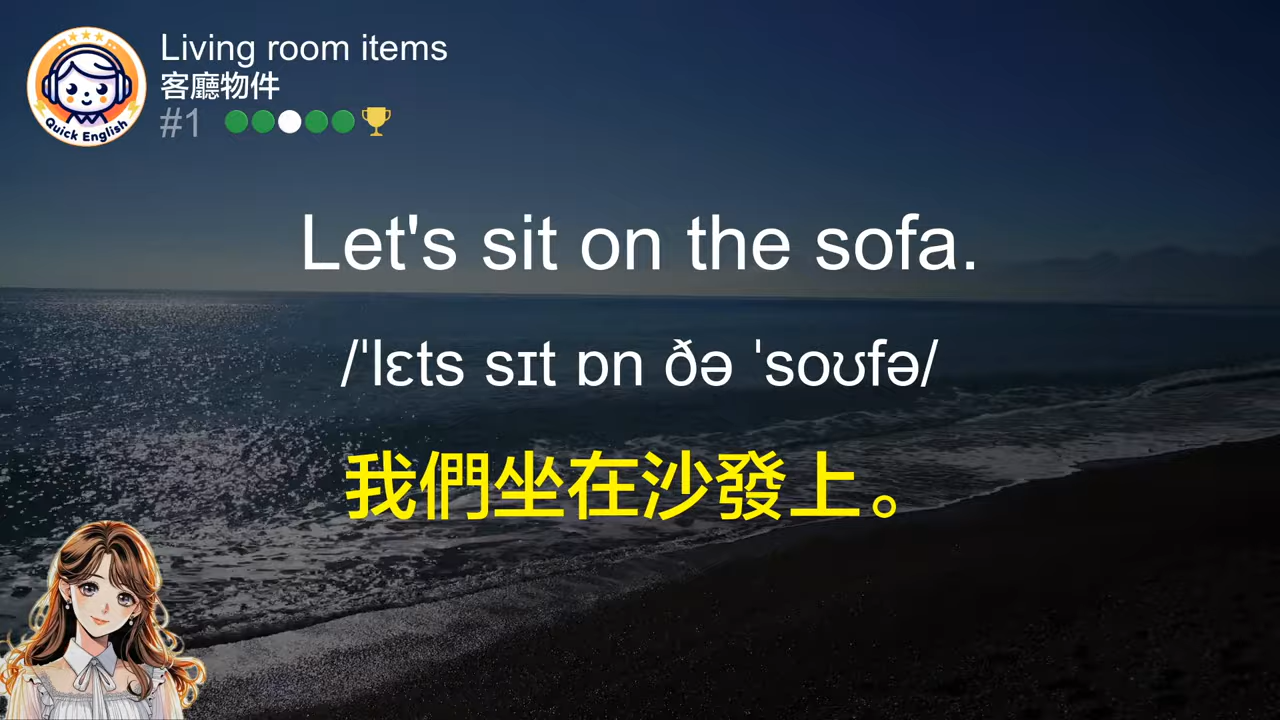 Living room items
客廳物件
#1
Quick English
Let's sit on the sofa.
/ˈlɛts sɪt ɒn ðə ˈsoʊfə/
我們坐在沙發上。